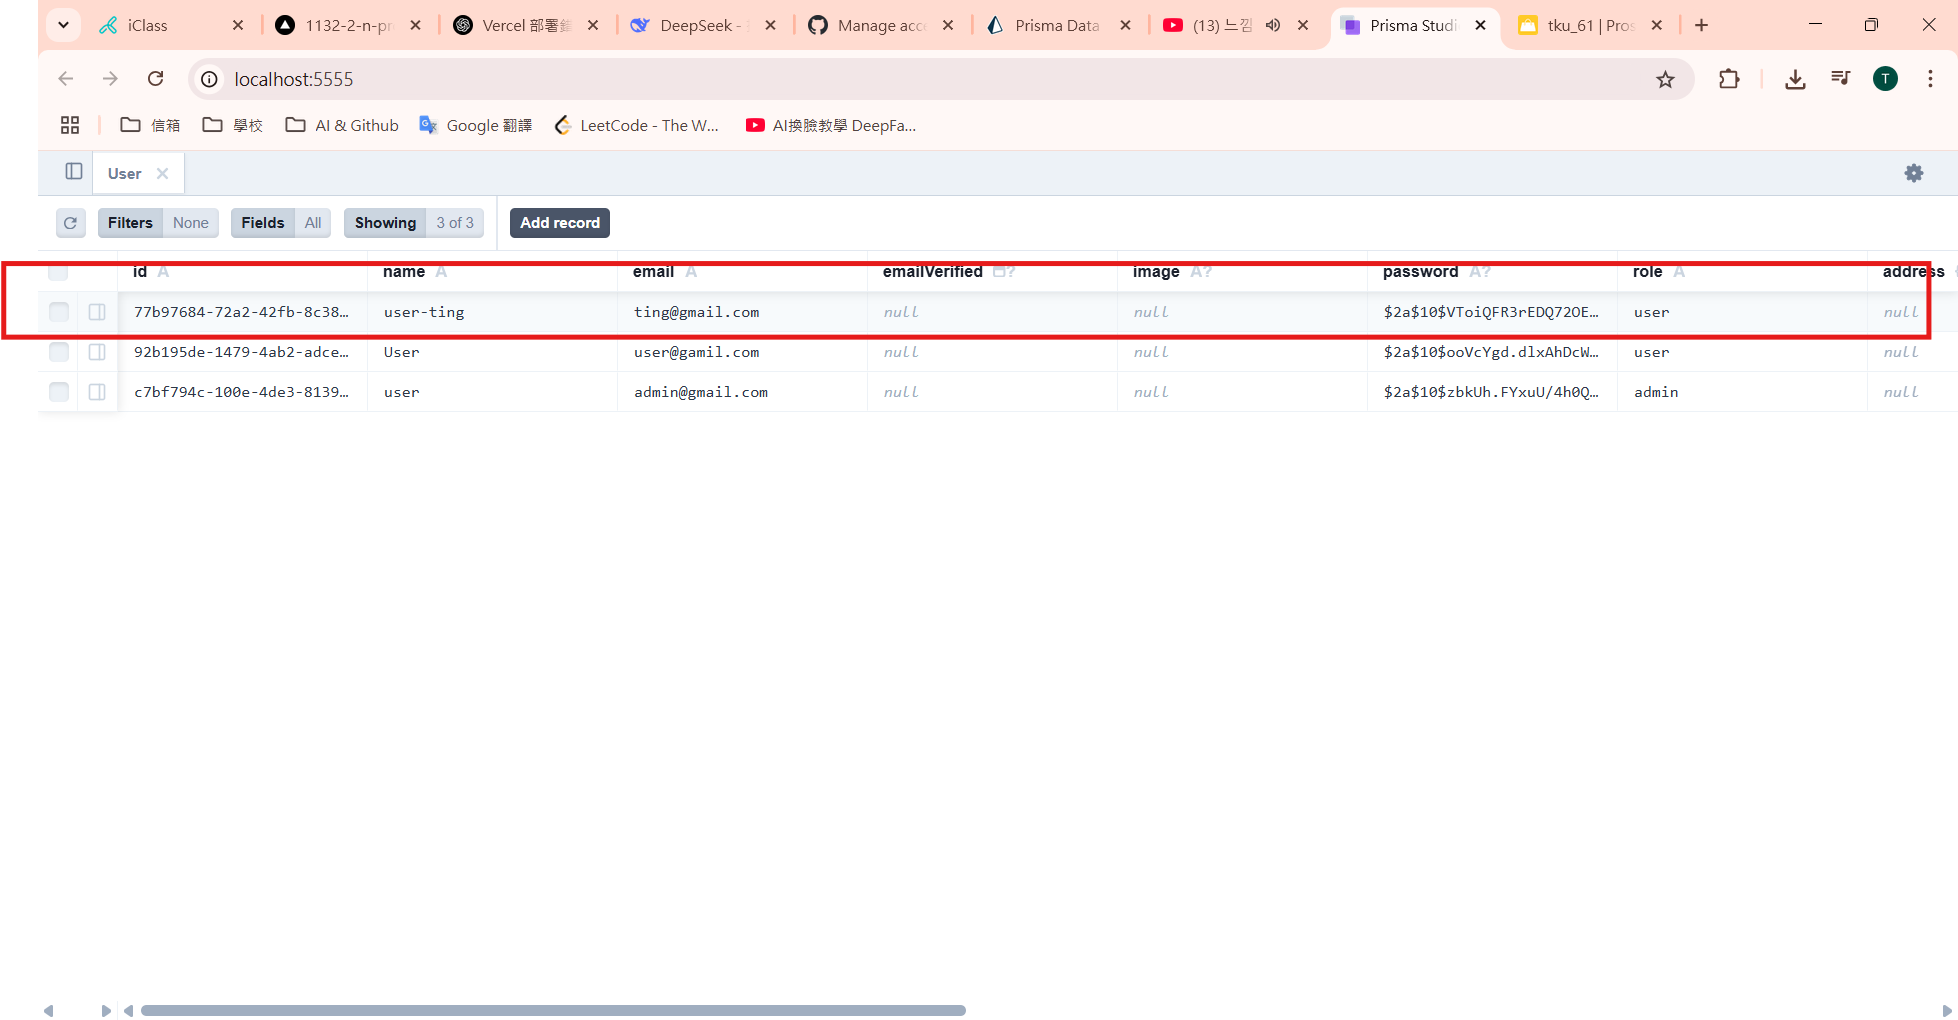 iClass 1132-2-n-pr Vercel 部署錯 DeepSeek - Manage acce Prisma Data (13) 느낌 Prisma Studi tku_61 | Pros
localhost:5555 T
信箱 學校 AI & Github Google 翻譯 LeetCode - The W... AI換臉教學 DeepFa...
User
Filters None Fields All Showing 3 of 3 Add record
id A name A email A emailVerified ? image A? password A? role A address
77b97684-72a2-42fb-8c38… user-ting ting@gmail.com null null $2a$10$VToiQFR3rEDQ72OE… user null
92b195de-1479-4ab2-adce… User user@gamil.com null null $2a$10$ooVcYgd.dlxAhDcW… user null
c7bf794c-100e-4de3-8139… user admin@gmail.com null null $2a$10$zbkUh.FYxuU/4h0Q… admin null